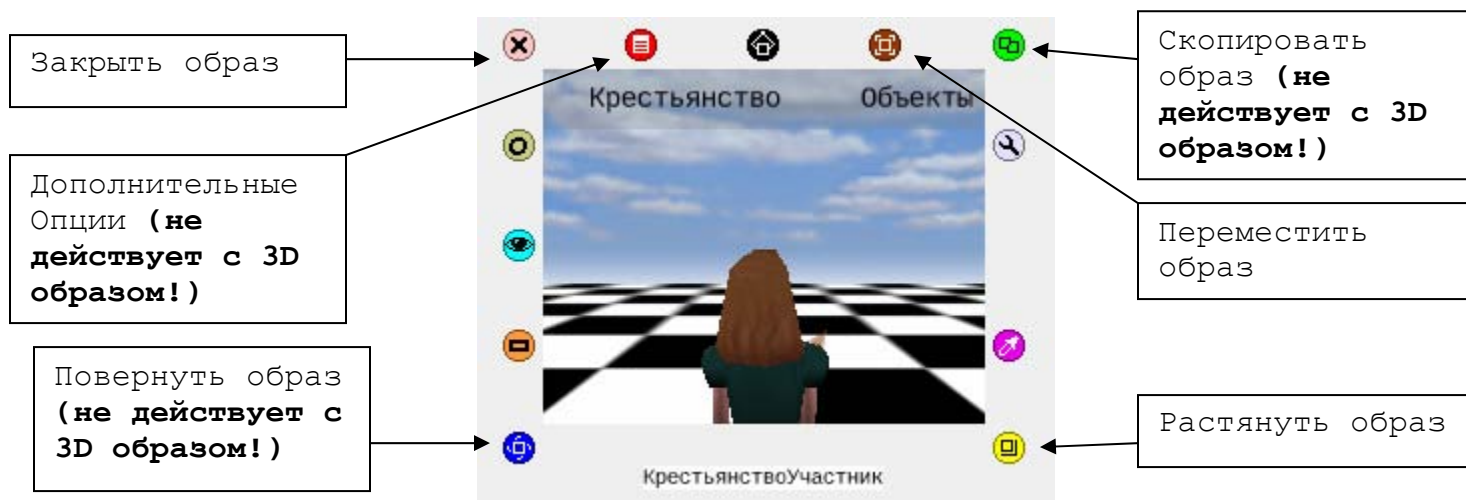 Закрыть образ
Дополнительные
Опции (не
действует с 3D
образом!)
Повернуть образ
(не действует с
3D образом!)
Крестьянство Объекты
КрестьянствоУчастник
Скопировать
образ (не
действует с 3D
образом!)
Переместить
образ
Растянуть образ